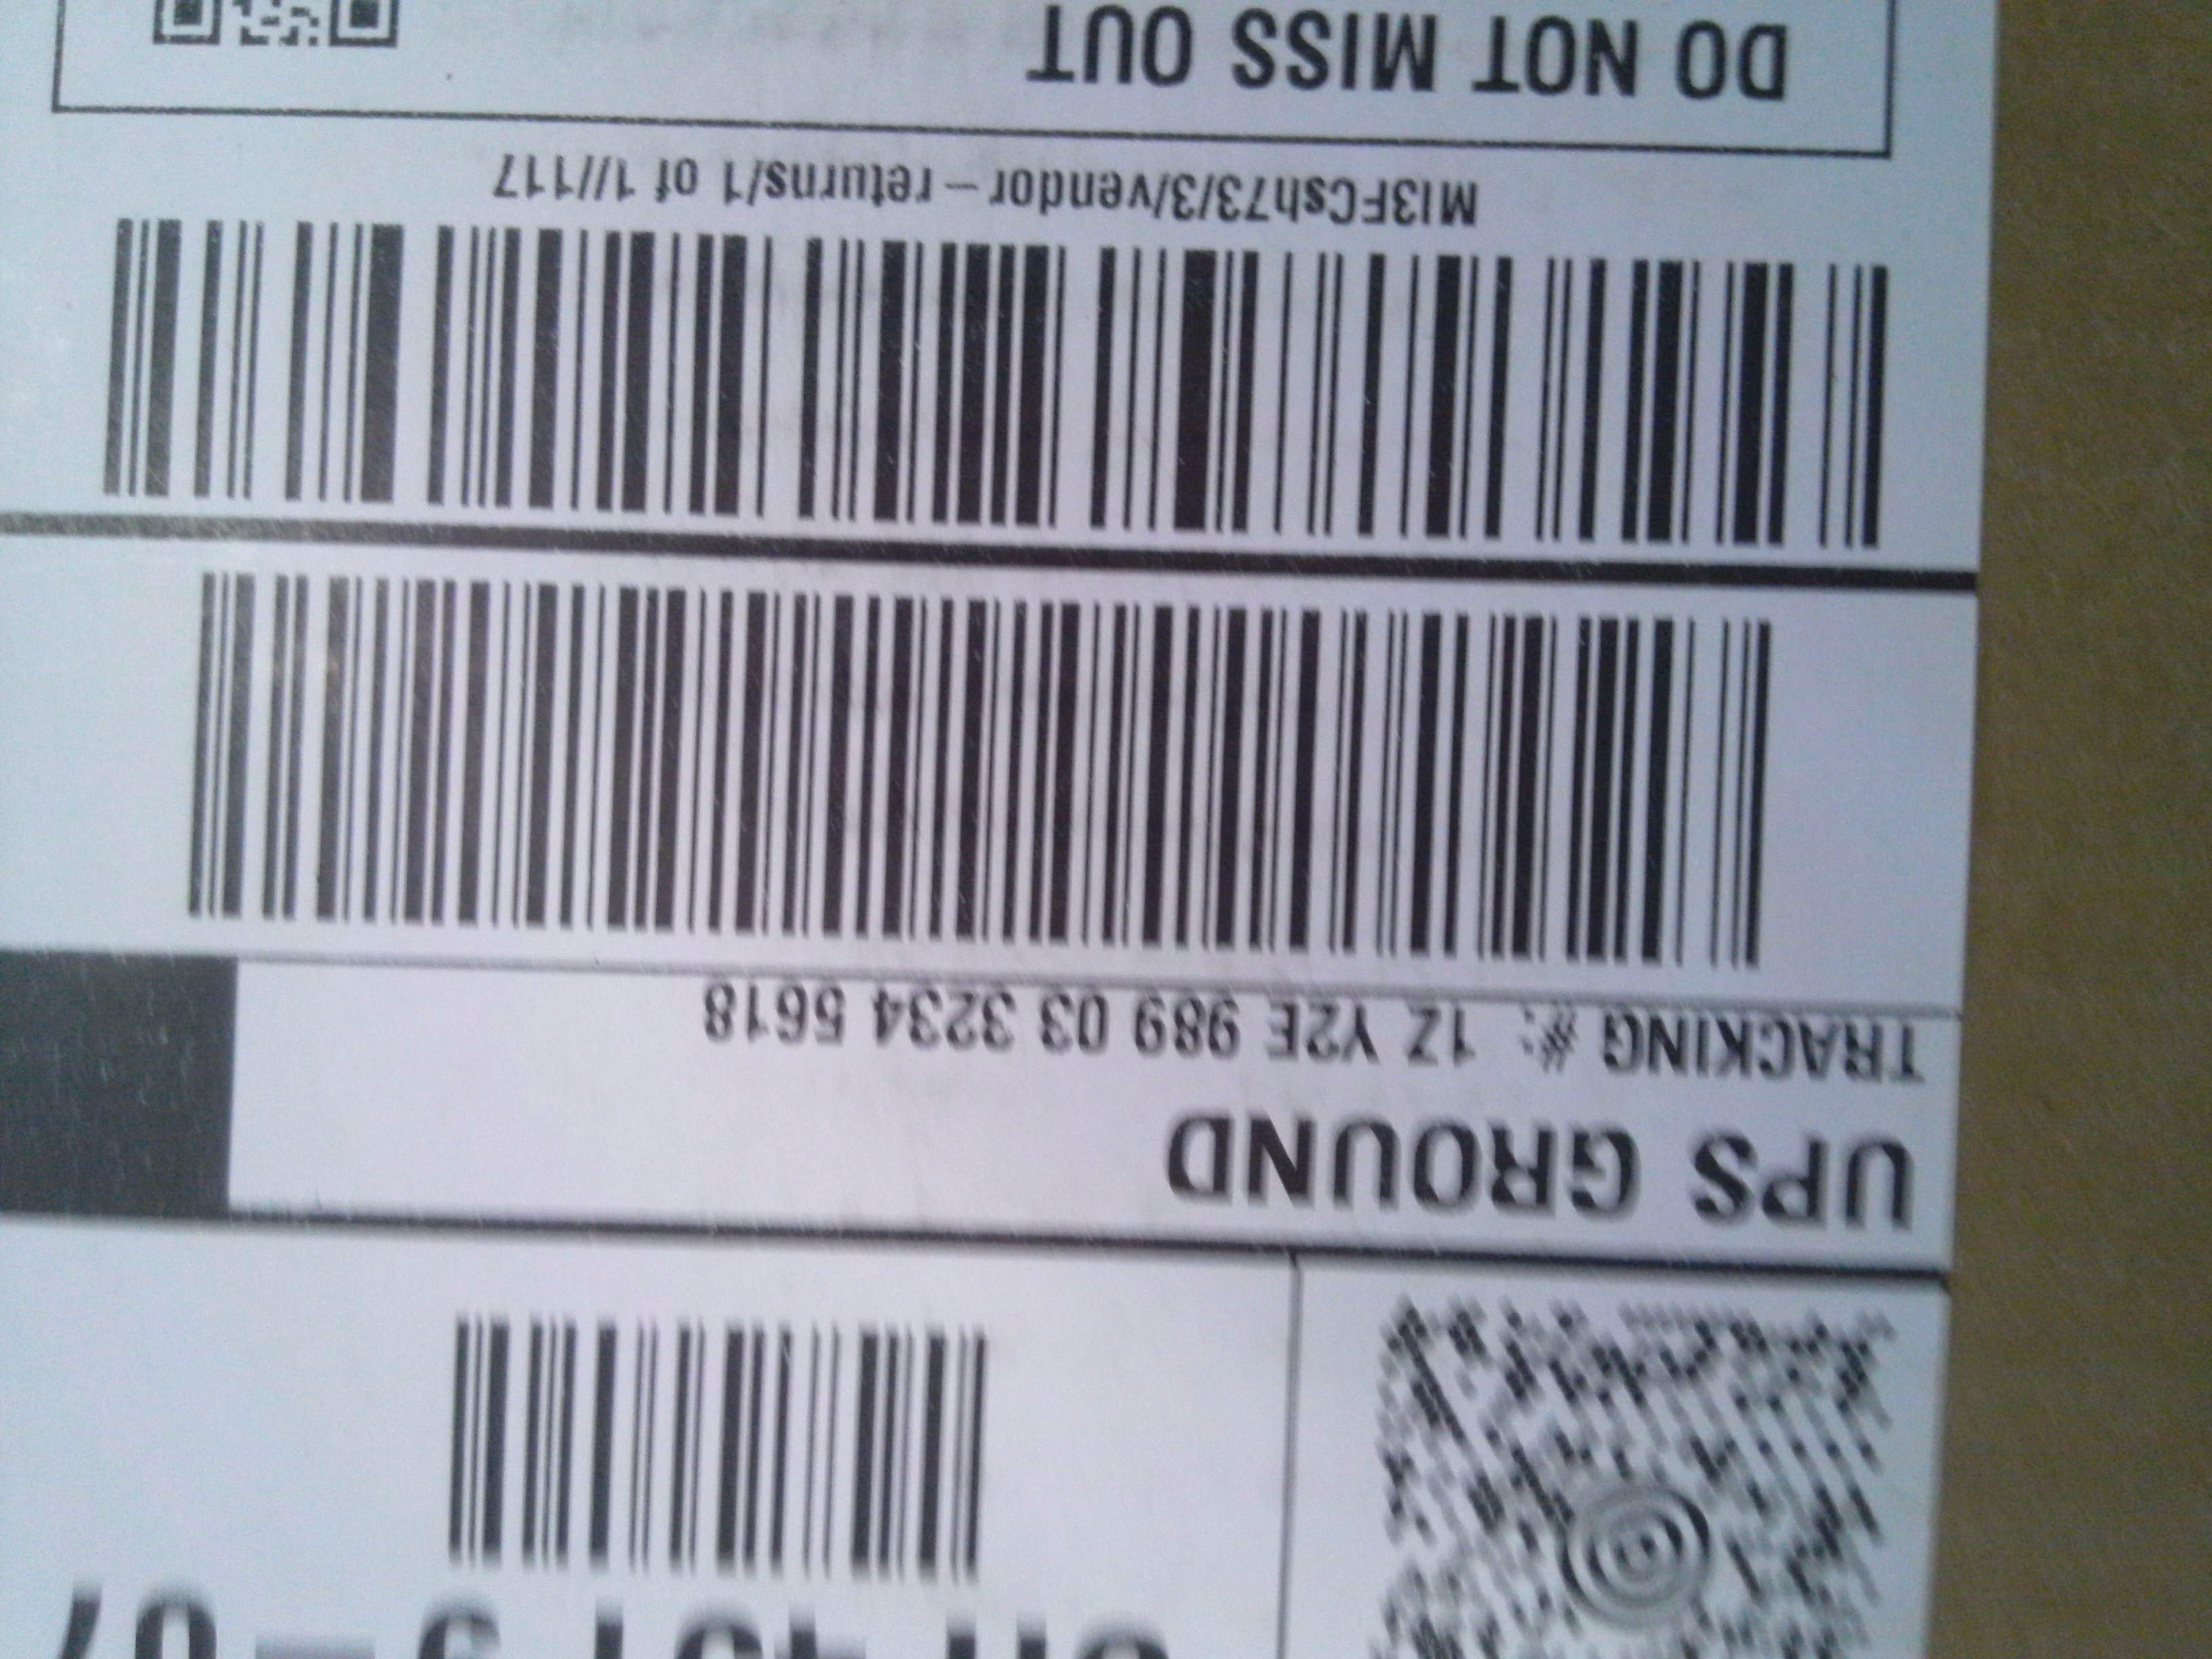 UPS GROUND
TRACKING #: 1Z Y2E 989 03 3234 5618
MI3FCsh73/3/vendor – returns/1 of 1//117
DO NOT MISS OUT